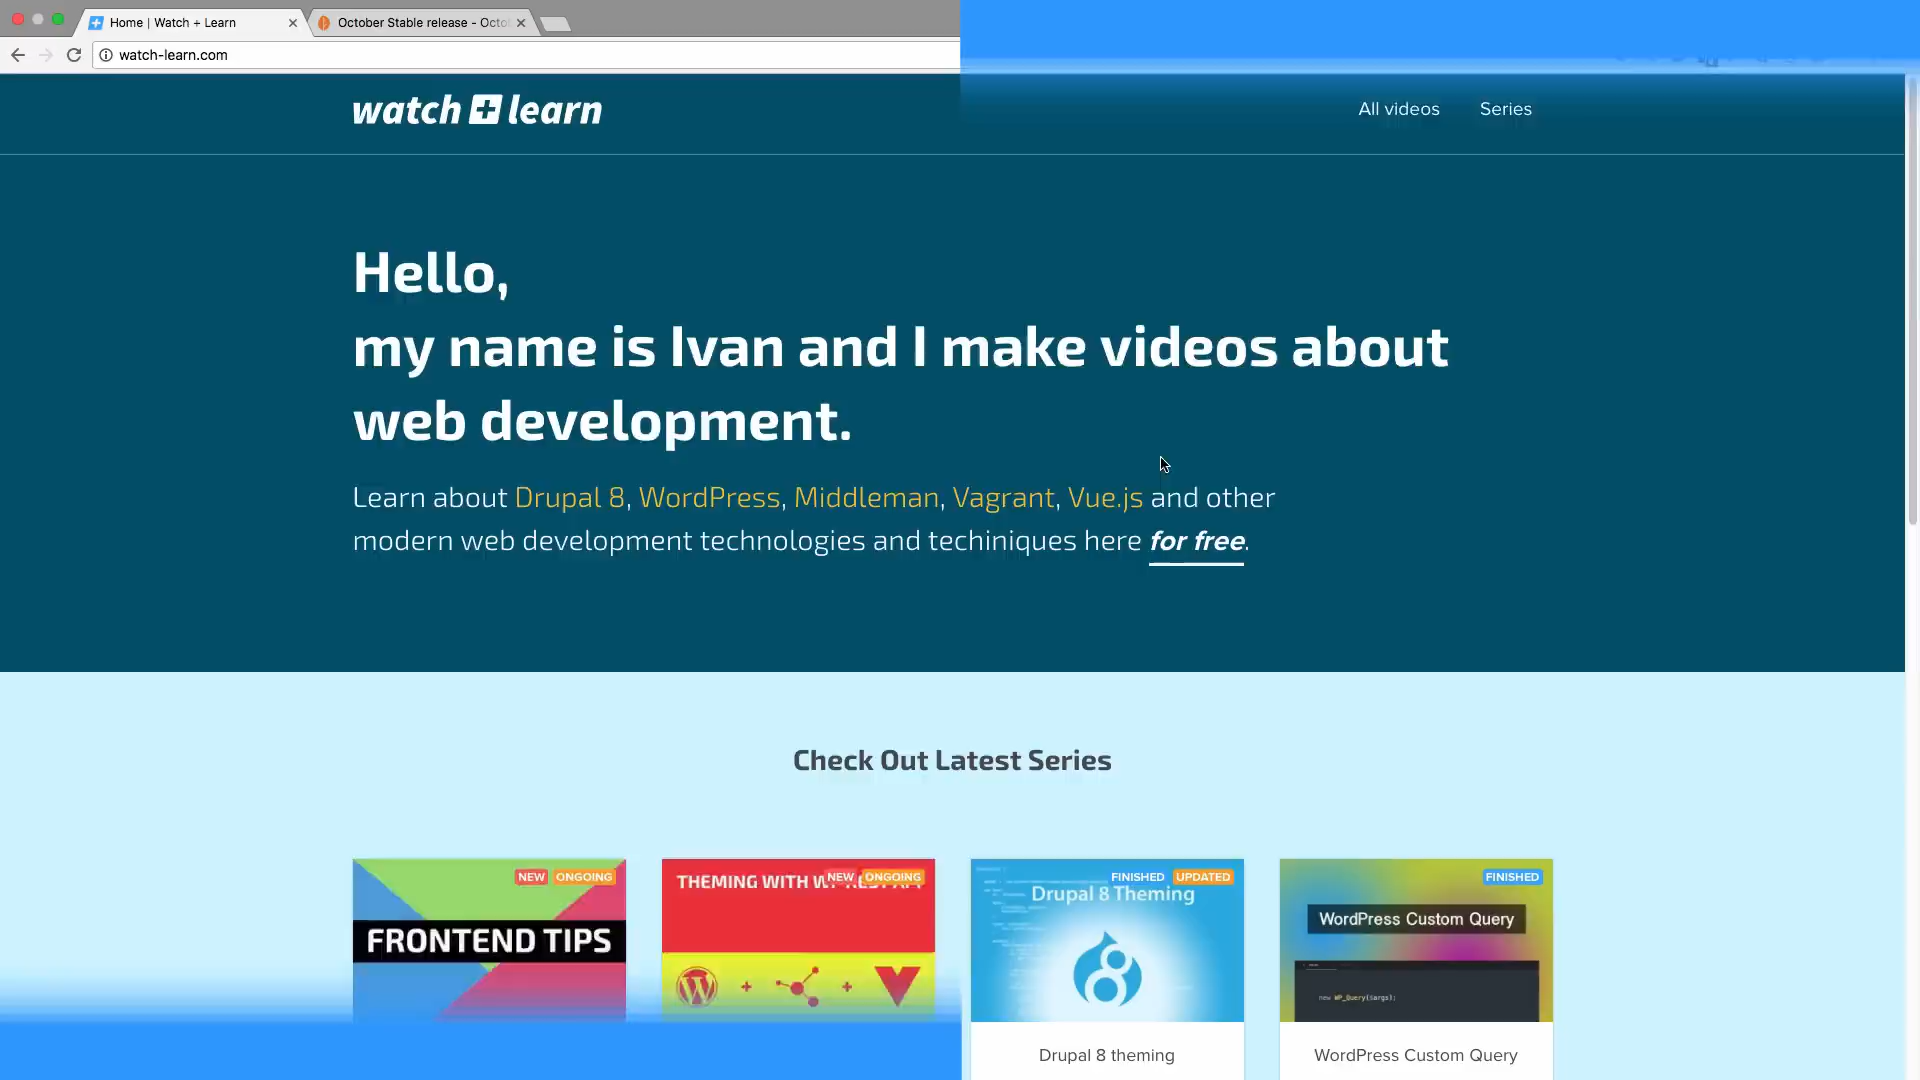 Home | Watch + Learn
October Stable release - Octo
watch-learn.com
watch learn
All videos
Series
Hello,
my name is Ivan and I make videos about
web development.
Learn about Drupal 8, WordPress, Middleman, Vagrant, Vue.js and other
modern web development technologies and techiniques here for free.
Check Out Latest Series
NEW ONGOING
FRONTEND TIPS
NEW ONGOING
THEMING WITH
FINISHED UPDATED
Drupal 8 Theming
Drupal 8 theming
FINISHED
WordPress Custom Query
new WP_Query($args);
WordPress Custom Query